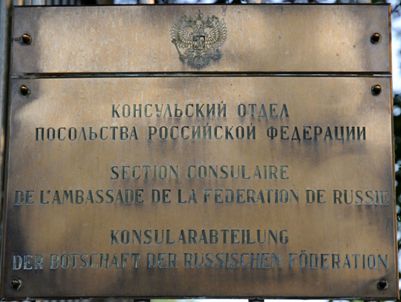 КОНСУЛЬСКИЙ ОТДЕЛ
ПОСОЛЬСТВА РОССИЙСКОЙ ФЕДЕРАЦИИ
SECTION CONSULAIRE
DE L'AMBASSADE DE LA FEDERATION DE RUSSIE
KONSULARABTEILUNG
DER BOTSCHAFT DER RUSSISCHEN FÖDERATION